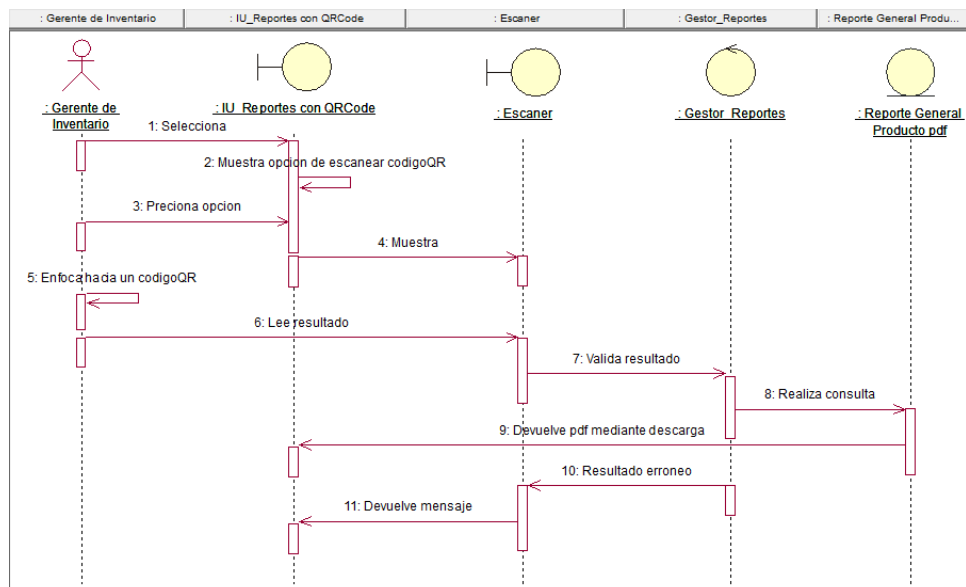 : Gerente de Inventario
: IU_Reportes con QRCode
: Escaner
: Gestor_Reportes
: Reporte General Produ...
: Gerente de
Inventario
: IU_Reportes con QRCode
: Escaner
: Gestor_Reportes
: Reporte General
Producto pdf
1: Selecciona
2: Muestra opcion de escanear codigoQR
3: Preciona opcion
4: Muestra
5: Enfoca hacia un codigoQR
6: Lee resultado
7: Valida resultado
8: Realiza consulta
9: Devuelve pdf mediante descarga
10: Resultado erroneo
11: Devuelve mensaje